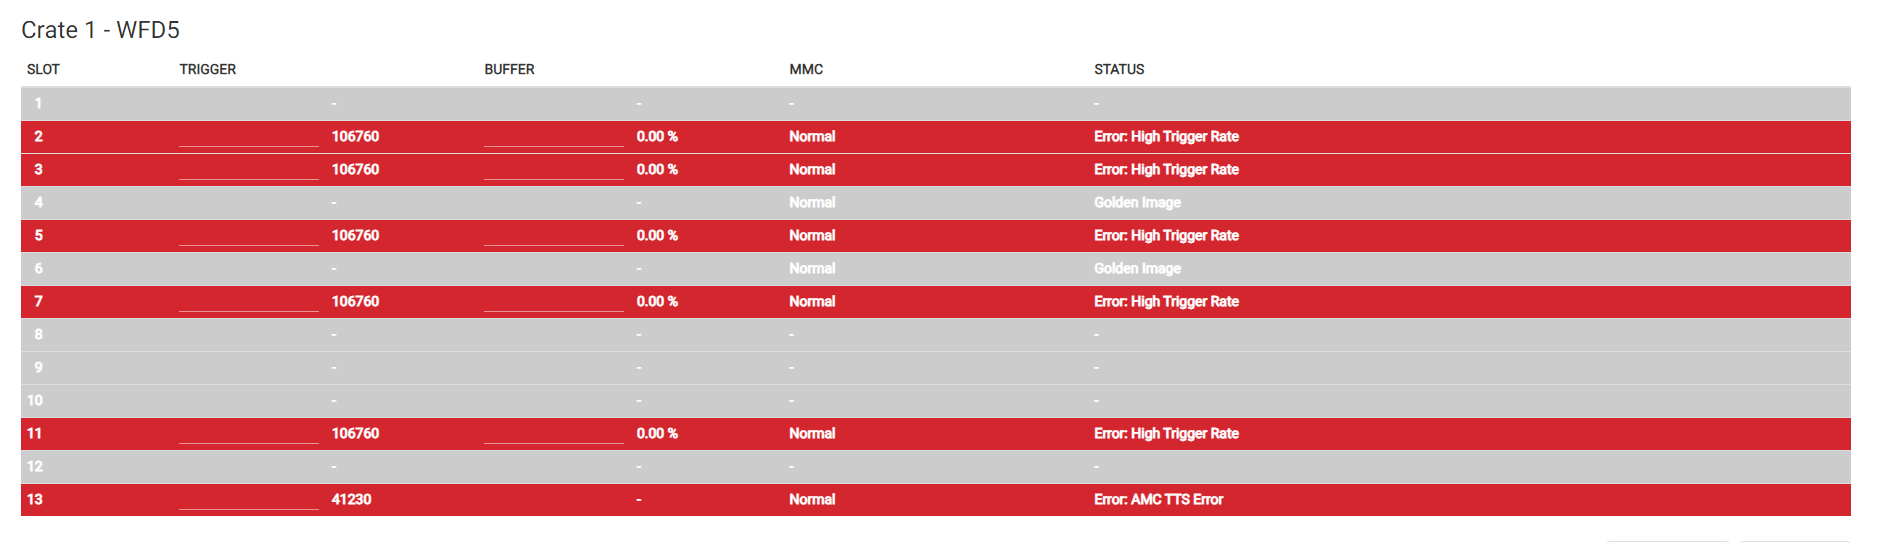 Crate 1 - WFD5
SLOT TRIGGER BUFFER MMC STATUS
1 - - - -
2 106760 0.00 % Normal Error: High Trigger Rate
3 106760 0.00 % Normal Error: High Trigger Rate
4 - - Normal Golden Image
5 106760 0.00 % Normal Error: High Trigger Rate
6 - - Normal Golden Image
7 106760 0.00 % Normal Error: High Trigger Rate
8 - - - -
9 - - - -
10 - - - -
11 106760 0.00 % Normal Error: High Trigger Rate
12 - - - -
13 41230 - Normal Error: AMC TTS Error